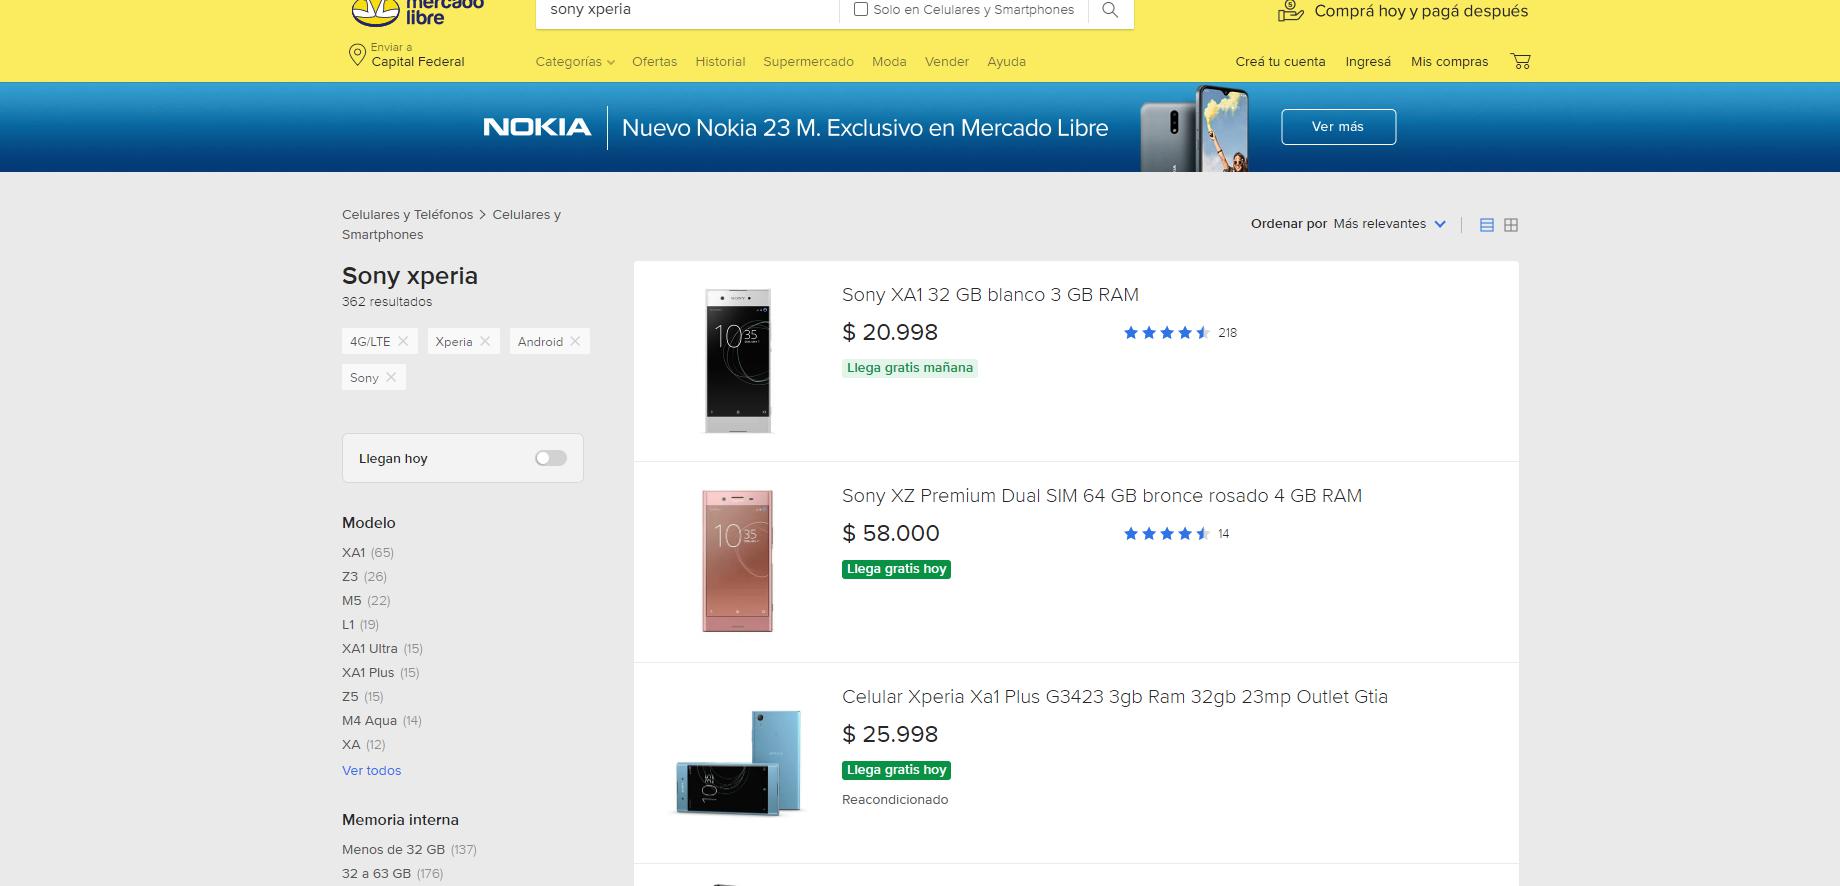 mercado
libre
sony xperia
Solo en Celulares y Smartphones
Comprá hoy y pagá después
Enviar a
Capital Federal
Categorías Ofertas Historial Supermercado Moda Vender Ayuda
Creá tu cuenta Ingresá Mis compras
NOKIA Nuevo Nokia 23 M. Exclusivo en Mercado Libre
Ver más
Celulares y Teléfonos > Celulares y
Smartphones
Ordenar por Más relevantes
Sony xperia
362 resultados
4G/LTE Xperia Android
Sony
Llegan hoy
Modelo
XA1 (65)
Z3 (26)
M5 (22)
L1 (19)
XA1 Ultra (15)
XA1 Plus (15)
Z5 (15)
M4 Aqua (14)
XA (12)
Ver todos
Memoria interna
Menos de 32 GB (137)
32 a 63 GB (176)
SONY
10 35
Sony XA1 32 GB blanco 3 GB RAM
$ 20.998
218
Llega gratis mañana
10 35
Sony XZ Premium Dual SIM 64 GB bronce rosado 4 GB RAM
$ 58.000
14
Llega gratis hoy
10 35
Celular Xperia Xa1 Plus G3423 3gb Ram 32gb 23mp Outlet Gtia
$ 25.998
Llega gratis hoy
Reacondicionado